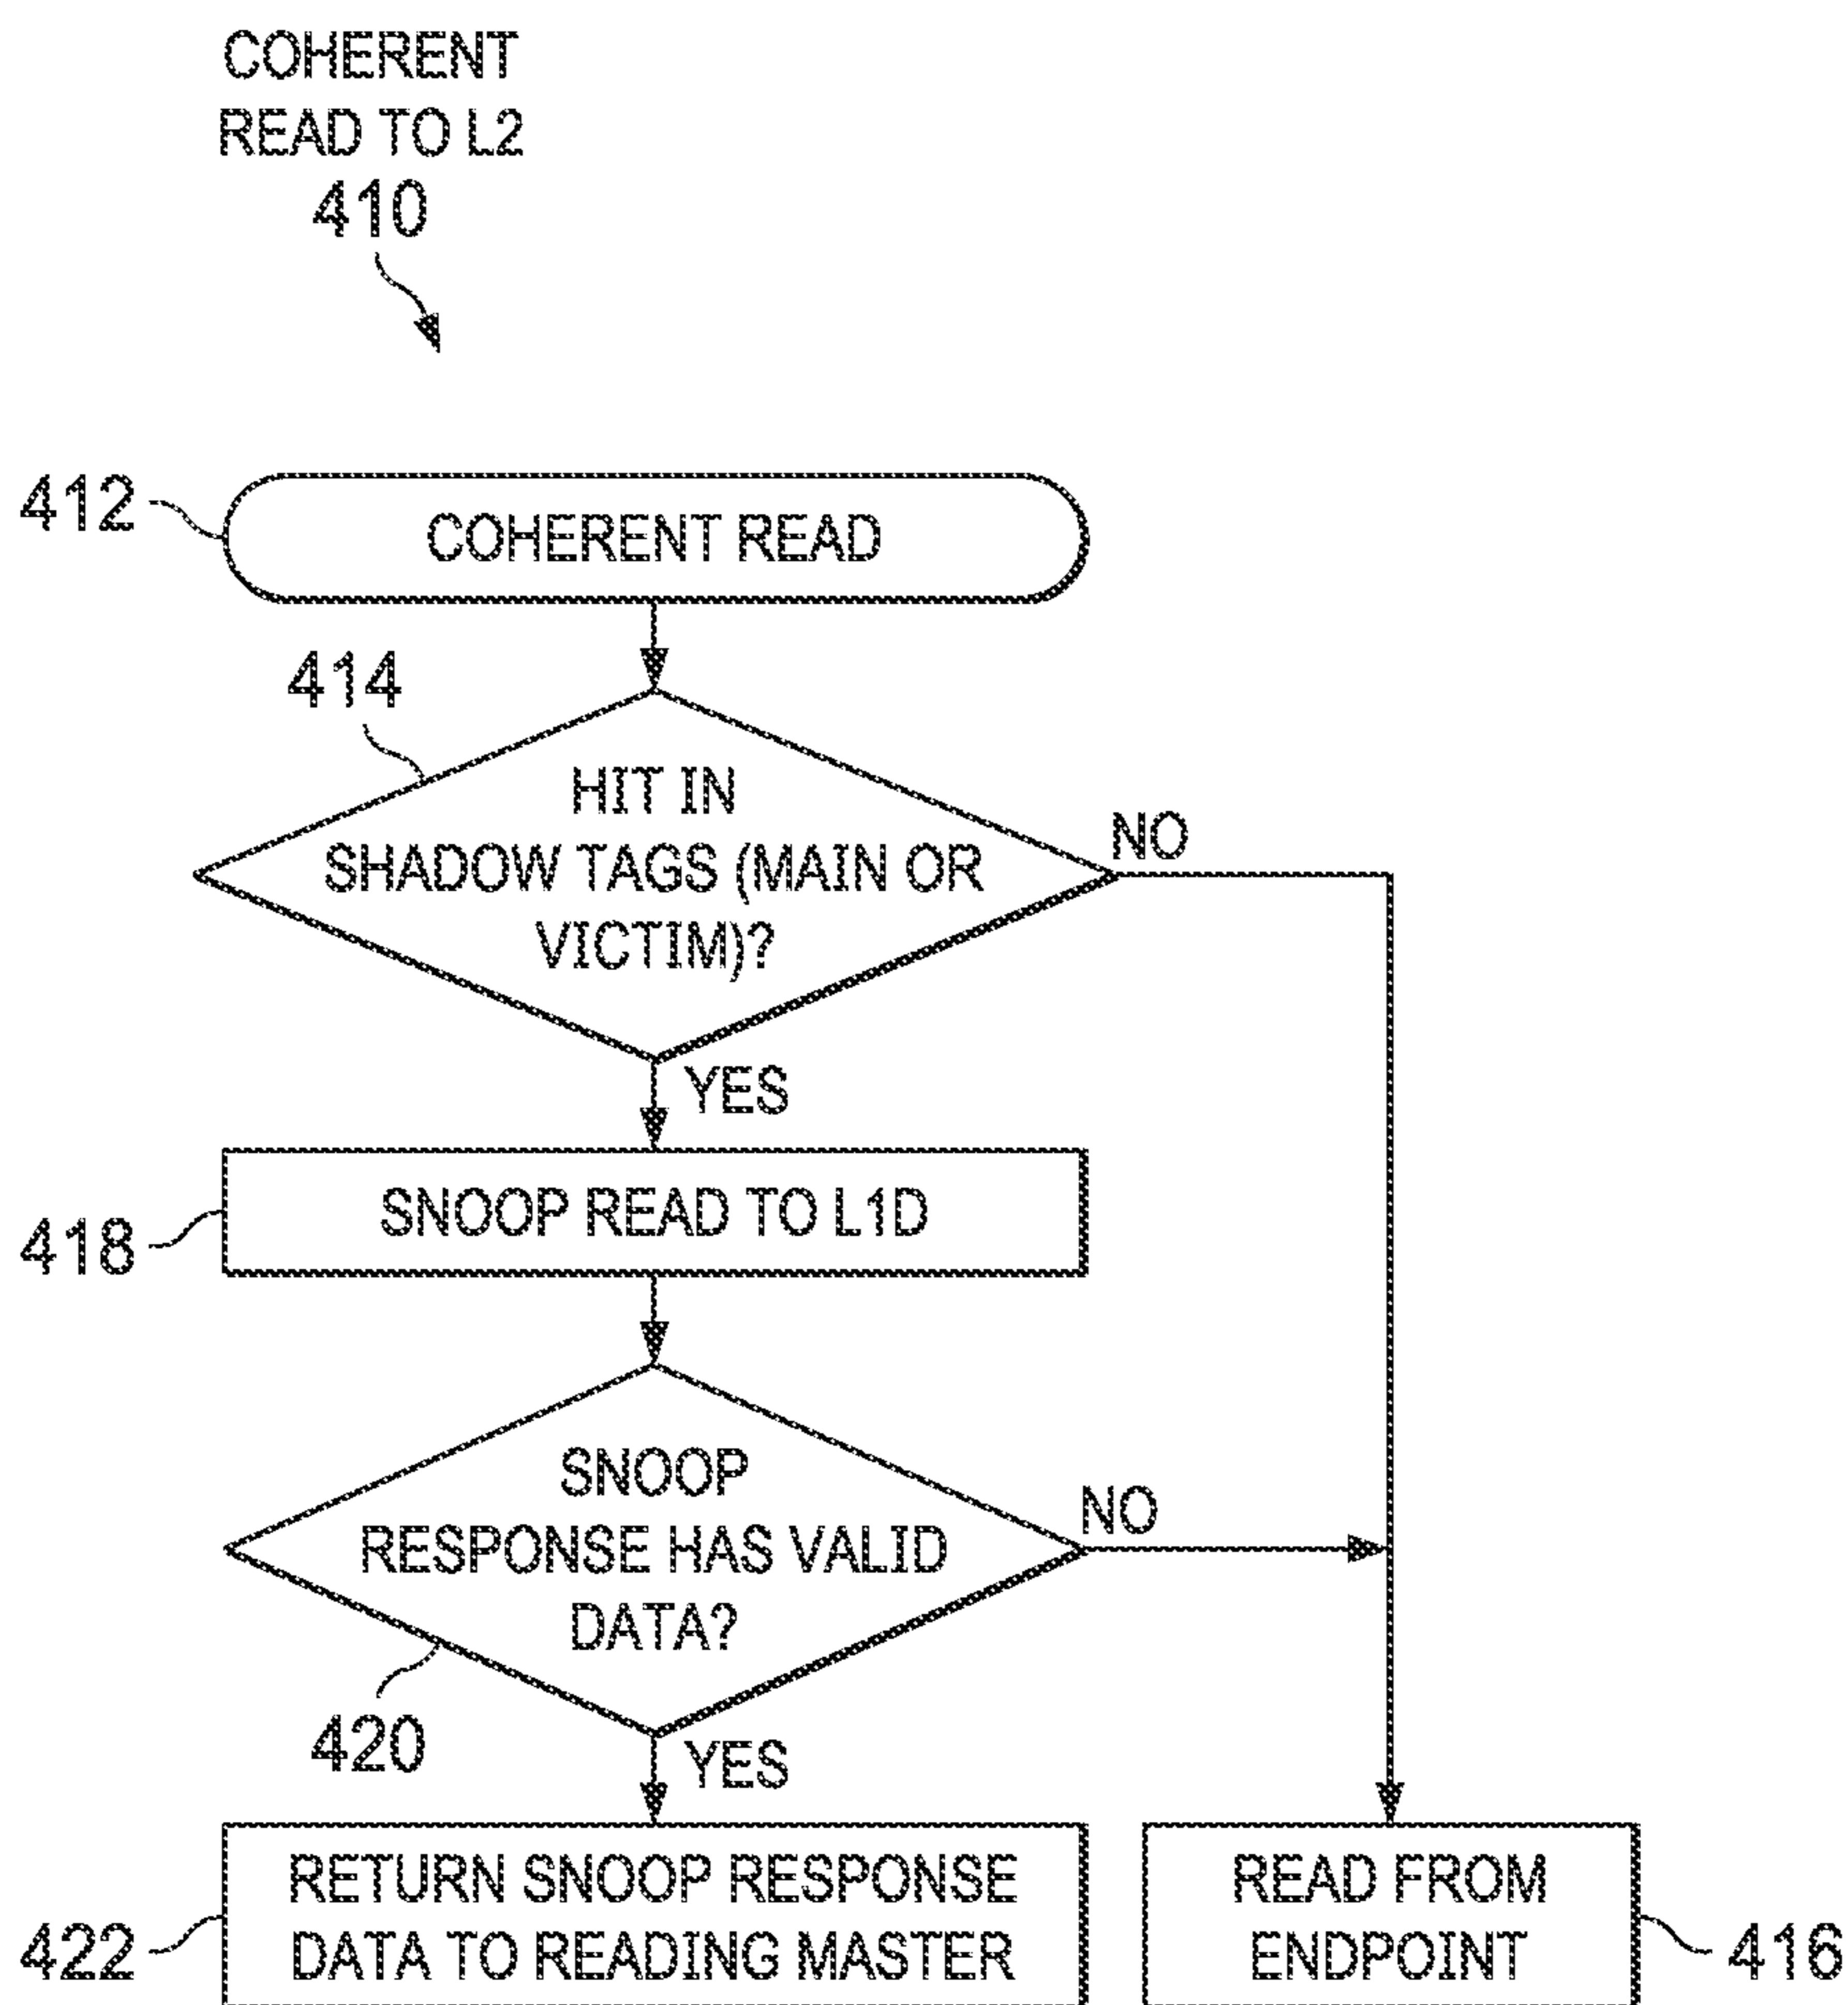 COHERENT
READ TO L2
410
412
COHERENT READ
414
HIT IN
SHADOW TAGS (MAIN OR
VICTIM)?
NO
YES
418
SNOOP READ TO L1D
SNOOP
RESPONSE HAS VALID
DATA?
NO
420
YES
422
RETURN SNOOP RESPONSE
DATA TO READING MASTER
READ FROM
ENDPOINT
416